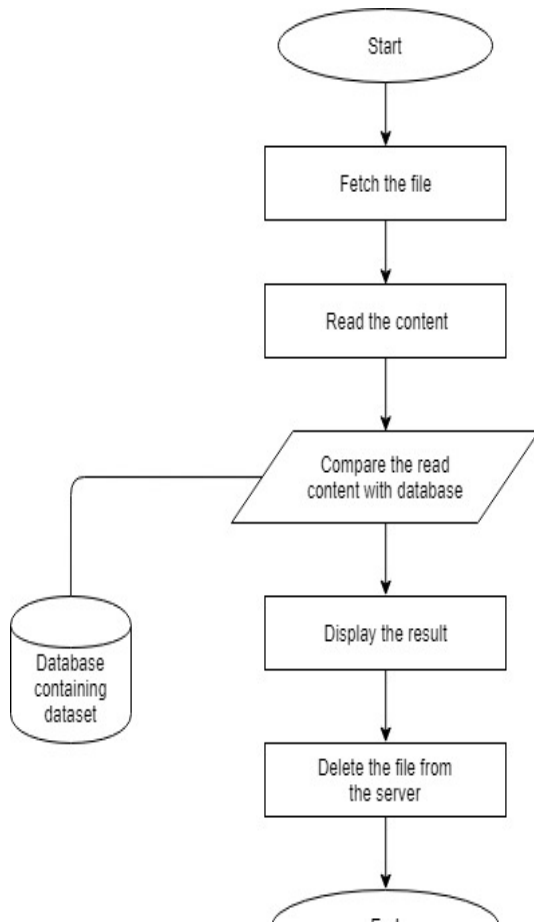 Start
Fetch the file
Read the content
Compare the read
content with database
Display the result
Database
containing
dataset
Delete the file from
the server